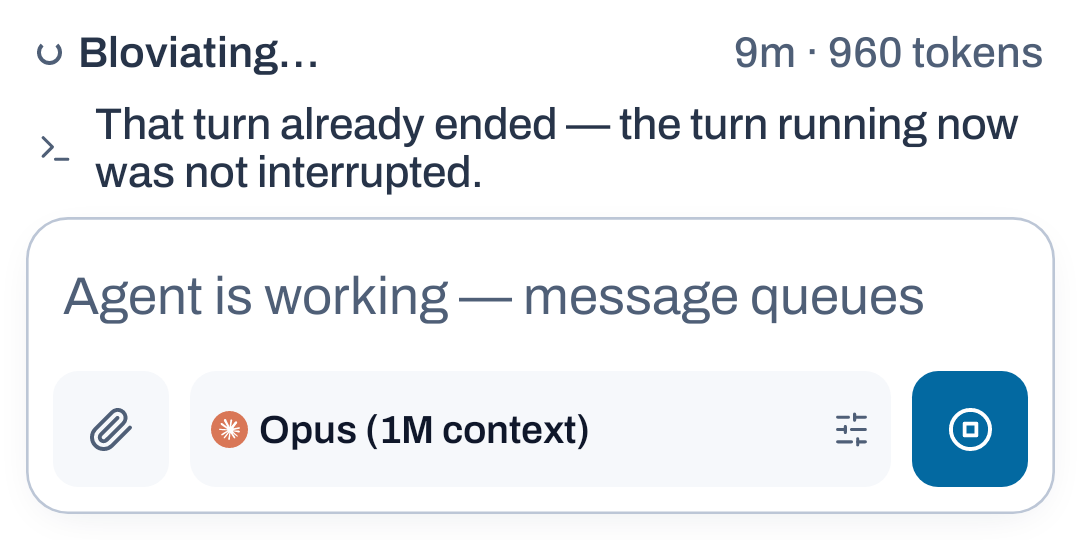 Bloviating...
9m · 960 tokens
That turn already ended — the turn running now
was not interrupted.
Agent is working — message queues
Opus (1M context)